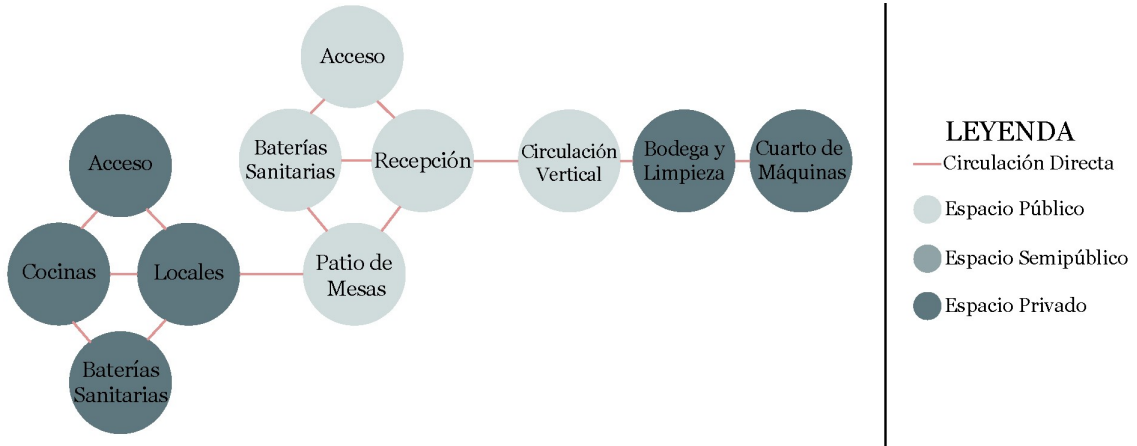 Acceso
Baterías
Sanitarias
Recepción
Patio de
Mesas
Circulación
Vertical
Bodega y
Limpieza
Cuarto de
Máquinas
Acceso
Cocinas
Locales
Baterías
Sanitarias
LEYENDA
Circulación Directa
Espacio Público
Espacio Semipúblico
Espacio Privado